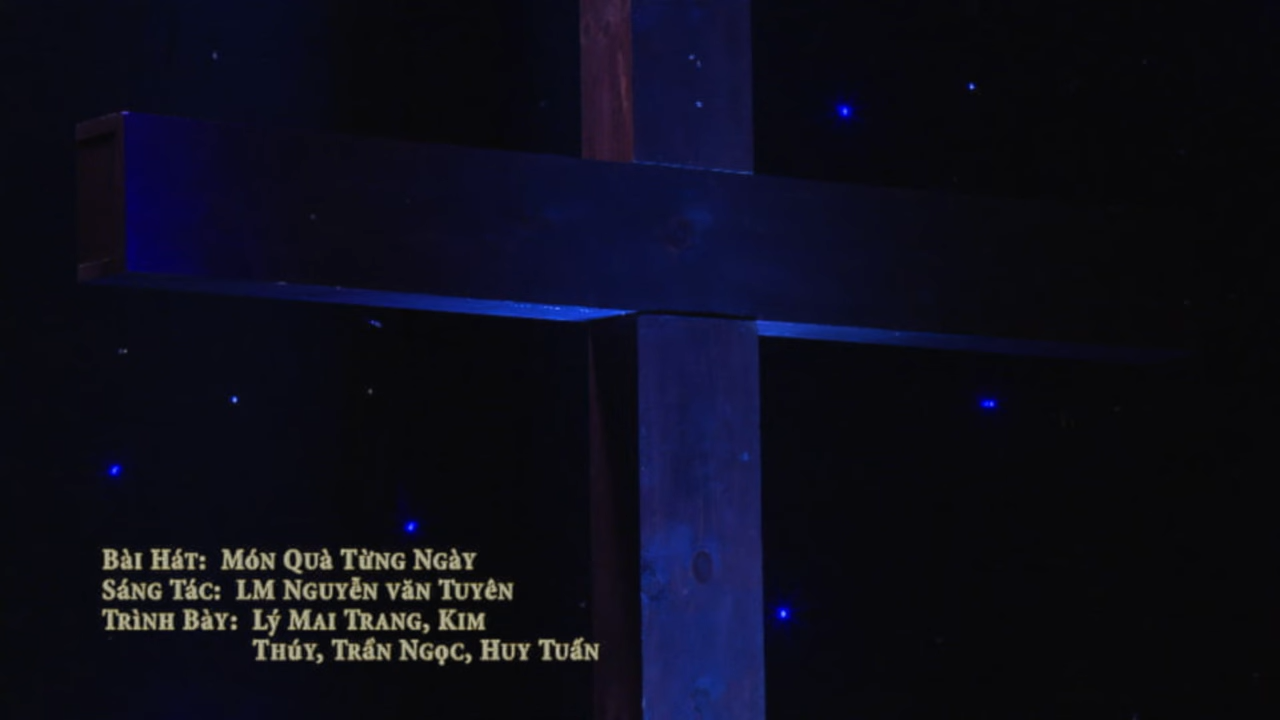 Bài Hát: Món Quà Từng Ngày
Sáng Tác: LM Nguyễn văn Tuyên
Trình Bày: Lý Mai Trang, Kim
Thúy, Trần Ngọc, Huy Tuấn